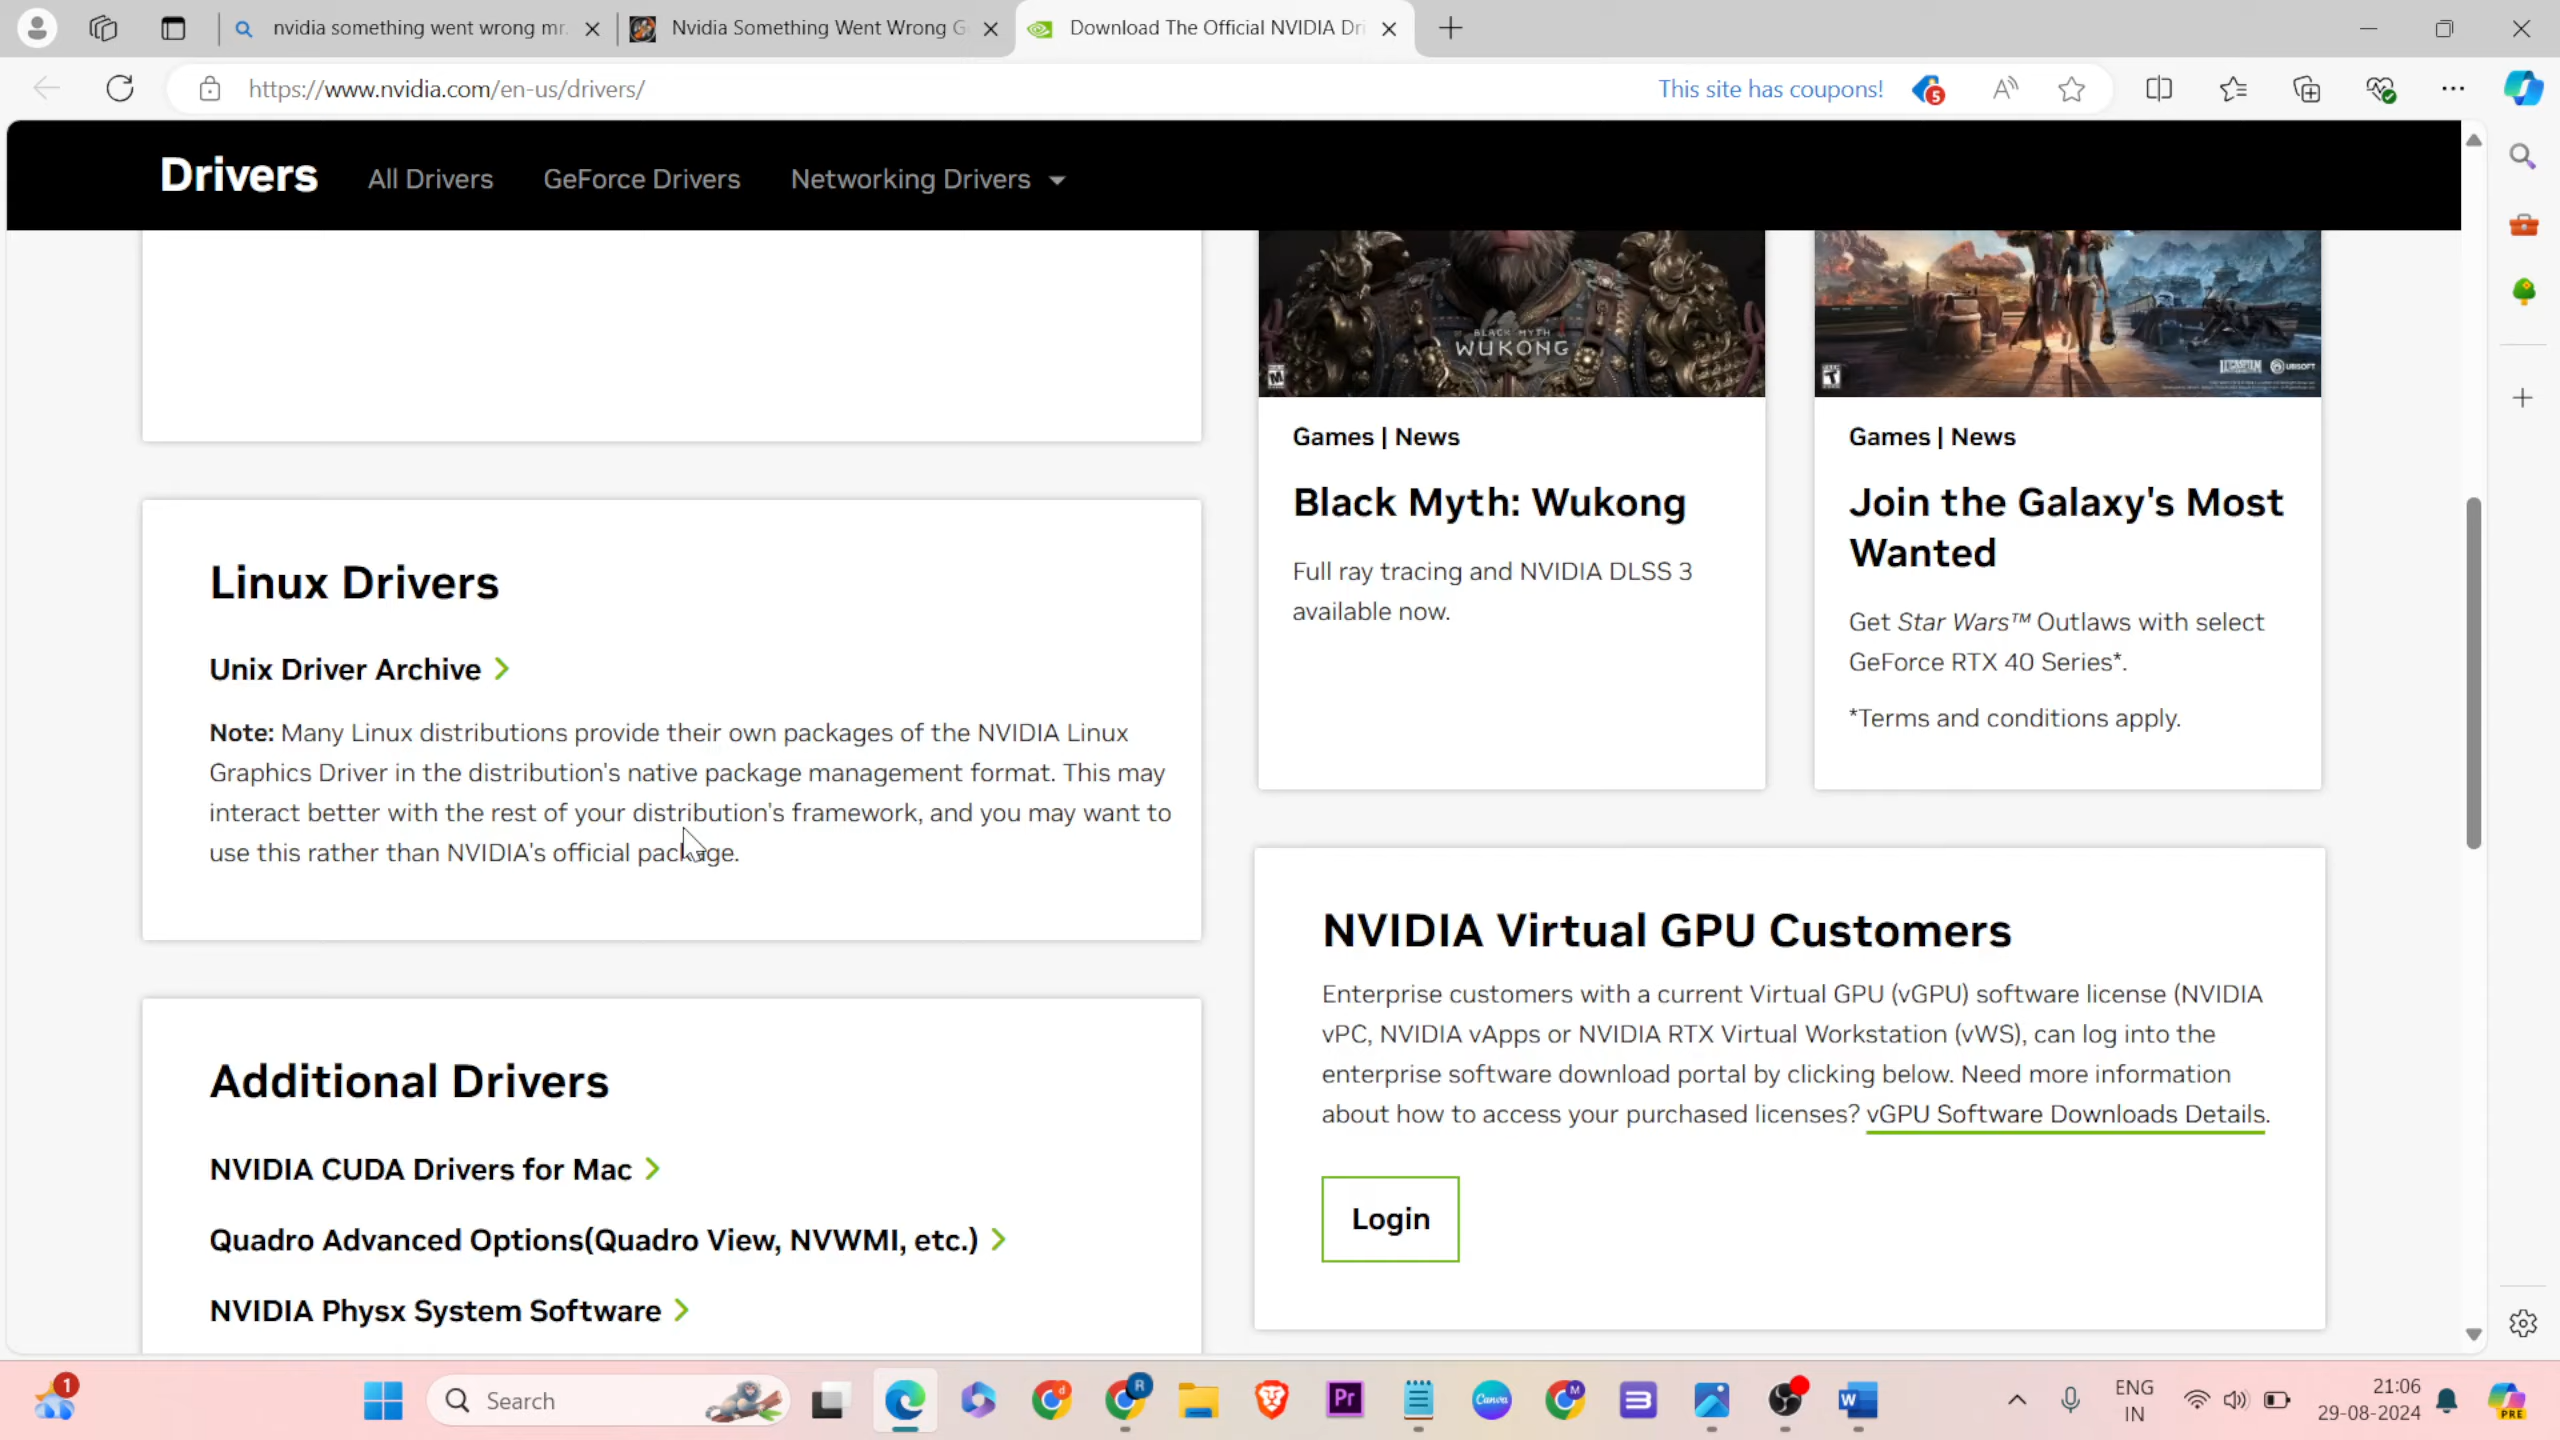 nvidia something went wrong mr.
Nvidia Something Went Wrong G
Download The Official NVIDIA Dri
https://www.nvidia.com/en-us/drivers/
This site has coupons!
5
Drivers
All Drivers
GeForce Drivers
Networking Drivers
BLACK MYTH
WUKONG
M
Games | News
Black Myth: Wukong
Full ray tracing and NVIDIA DLSS 3
available now.
LUCASFILM
UBISOFT
T
Games | News
Join the Galaxy's Most
Wanted
Get Star Wars™ Outlaws with select
GeForce RTX 40 Series*.
*Terms and conditions apply.
Linux Drivers
Unix Driver Archive
Note: Many Linux distributions provide their own packages of the NVIDIA Linux
Graphics Driver in the distribution's native package management format. This may
interact better with the rest of your distribution's framework, and you may want to
use this rather than NVIDIA's official package.
NVIDIA Virtual GPU Customers
Enterprise customers with a current Virtual GPU (vGPU) software license (NVIDIA
vPC, NVIDIA vApps or NVIDIA RTX Virtual Workstation (vWS), can log into the
enterprise software download portal by clicking below. Need more information
about how to access your purchased licenses? vGPU Software Downloads Details.
Login
Additional Drivers
NVIDIA CUDA Drivers for Mac
Quadro Advanced Options(Quadro View, NVWMI, etc.)
NVIDIA Physx System Software
1
Search
d
R
Pr
Canva
M
W
ENG
IN
21:06
29-08-2024
PRE